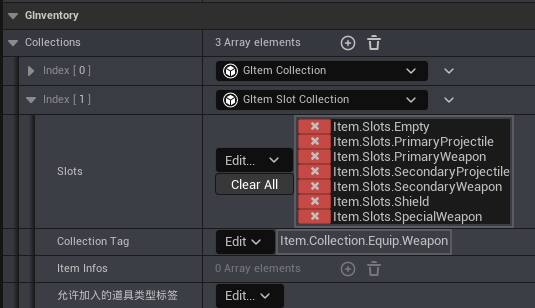 GInventory
Collections 3 Array elements
Index [ 0 ] GItem Collection
Index [ 1 ] GItem Slot Collection
Slots Edit... Clear All
Item.Slots.Empty
Item.Slots.PrimaryProjectile
Item.Slots.PrimaryWeapon
Item.Slots.SecondaryProjectile
Item.Slots.SecondaryWeapon
Item.Slots.Shield
Item.Slots.SpecialWeapon
Collection Tag Edit Item.Collection.Equip.Weapon
Item Infos 0 Array elements
允许加入的道具类型标签 Edit...